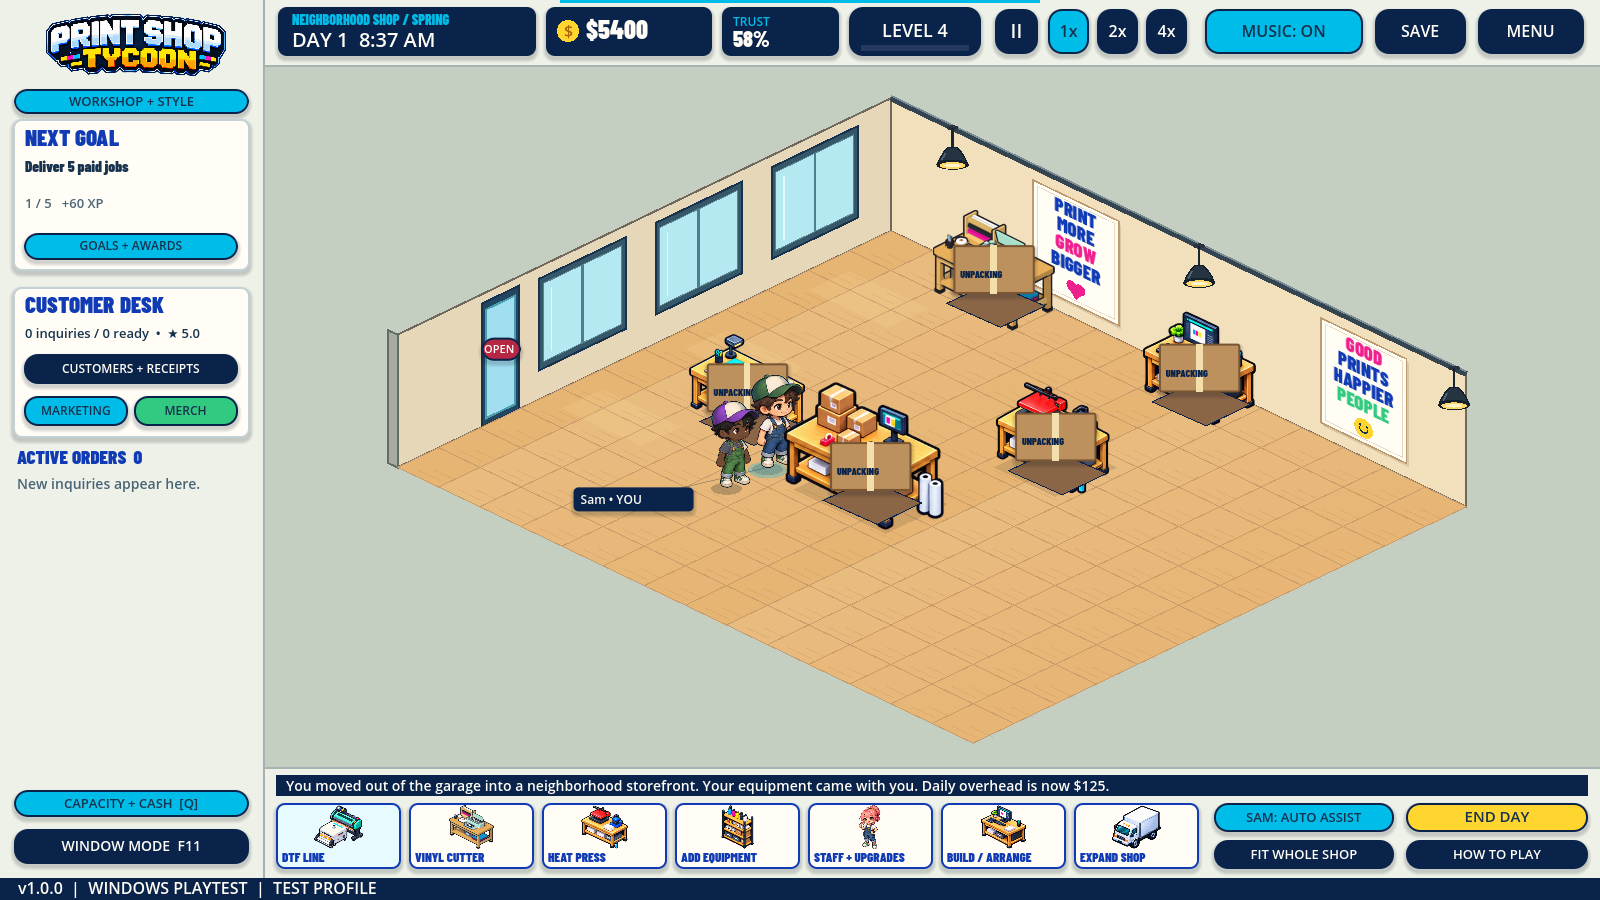 PRINT SHOP
TYCOON
WORKSHOP + STYLE
NEXT GOAL
Deliver 5 paid jobs
1 / 5 +60 XP
GOALS + AWARDS
CUSTOMER DESK
0 inquiries / 0 ready • ★ 5.0
CUSTOMERS + RECEIPTS
MARKETING
MERCH
ACTIVE ORDERS 0
New inquiries appear here.
CAPACITY + CASH [Q]
WINDOW MODE F11
NEIGHBORHOOD SHOP / SPRING
DAY 1 8:37 AM
$ $5400
TRUST
58%
LEVEL 4
II
1x
2x
4x
MUSIC: ON
SAVE
MENU
PRINT
MORE
GROW
BIGGER
GOOD
PRINTS
HAPPIER
PEOPLE
OPEN
UNPACKING
UNPACKING
UNPACKING
UNPACKING
UNPACKING
Sam • YOU
You moved out of the garage into a neighborhood storefront. Your equipment came with you. Daily overhead is now $125.
DTF LINE
VINYL CUTTER
HEAT PRESS
ADD EQUIPMENT
STAFF + UPGRADES
BUILD / ARRANGE
EXPAND SHOP
SAM: AUTO ASSIST
END DAY
FIT WHOLE SHOP
HOW TO PLAY
v1.0.0 | WINDOWS PLAYTEST | TEST PROFILE